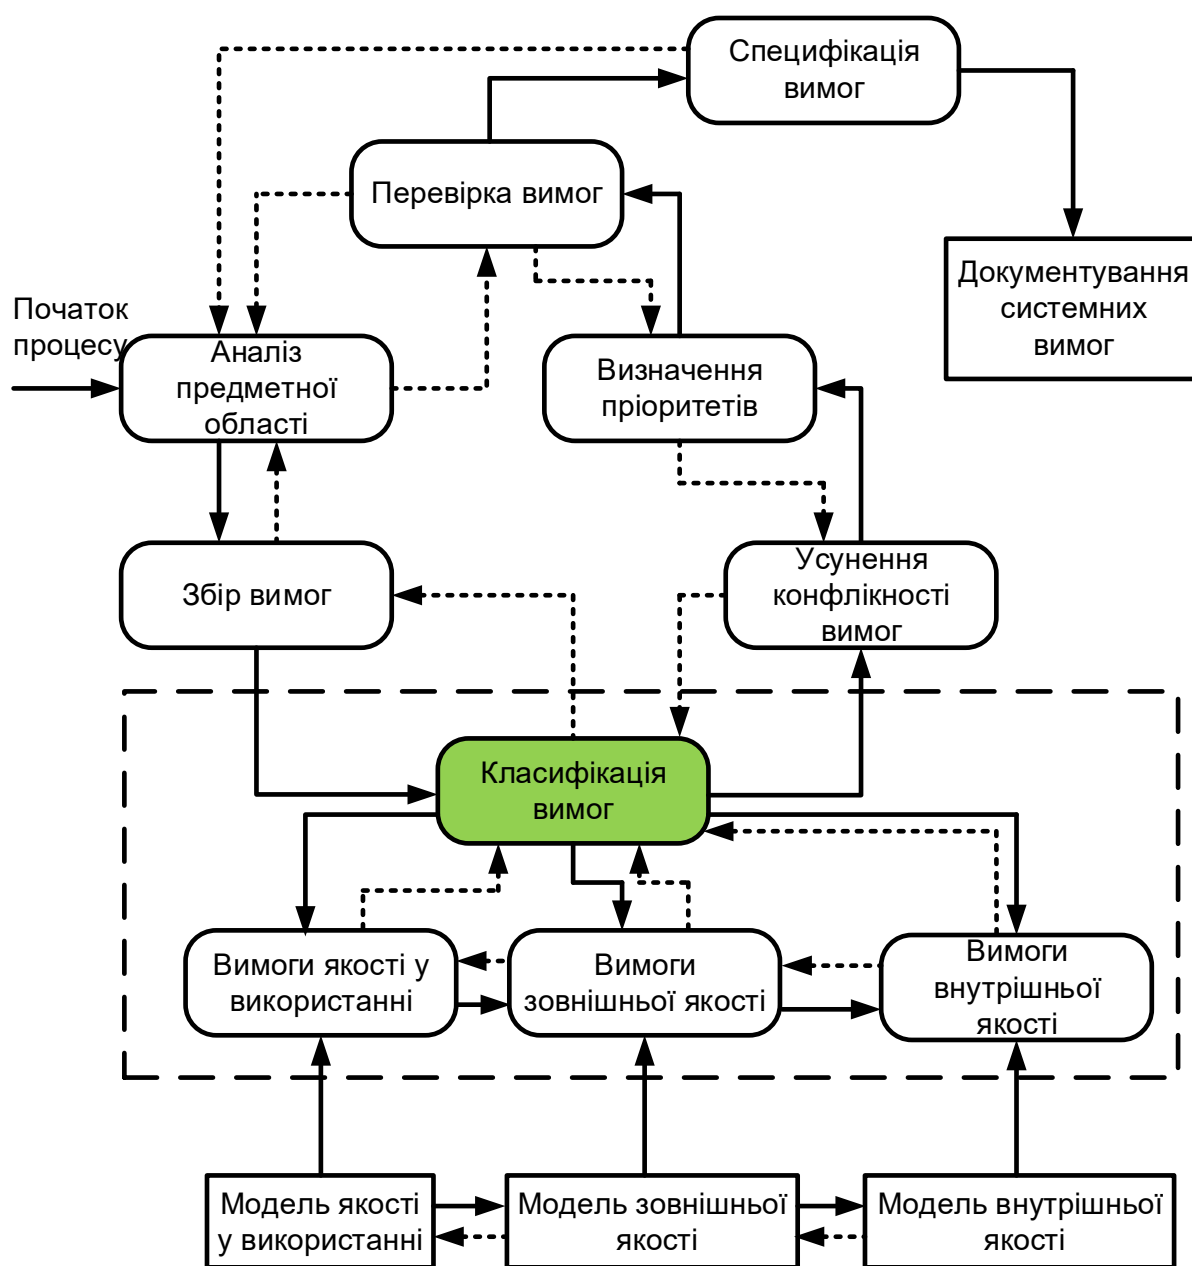 Специфікація
вимог
Перевірка вимог
Документування
системних
вимог
Початок
процесу
Аналіз
предметної
області
Визначення
пріоритетів
Збір вимог
Усунення
конфлікності
вимог
Класифікація
вимог
Вимоги якості у
використанні
Вимоги
зовнішньої якості
Вимоги
внутрішньої
якості
Модель якості
у використанні
Модель зовнішньої
якості
Модель внутрішньої
якості